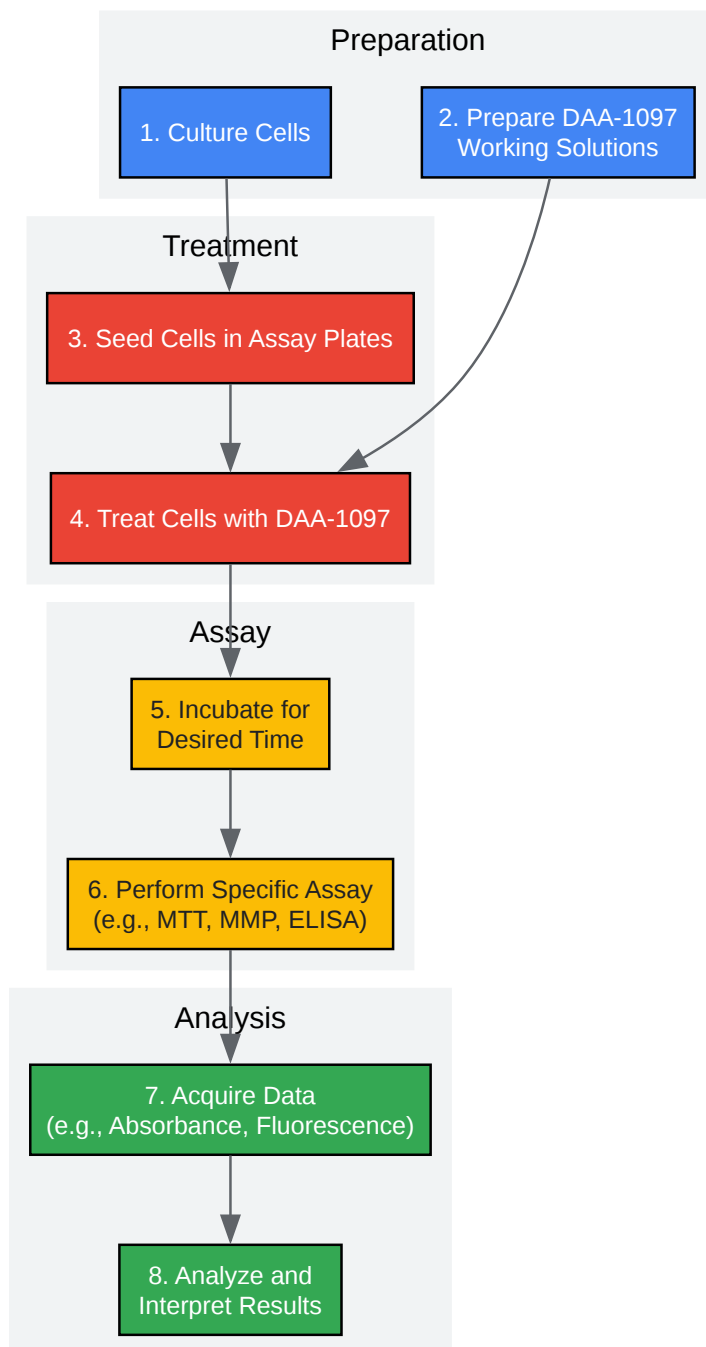 Preparation
1. Culture Cells
2. Prepare DAA-1097
Working Solutions
Treatment
3. Seed Cells in Assay Plates
4. Treat Cells with DAA-1097
Assay
5. Incubate for
Desired Time
6. Perform Specific Assay
(e.g., MTT, MMP, ELISA)
Analysis
7. Acquire Data
(e.g., Absorbance, Fluorescence)
8. Analyze and
Interpret Results